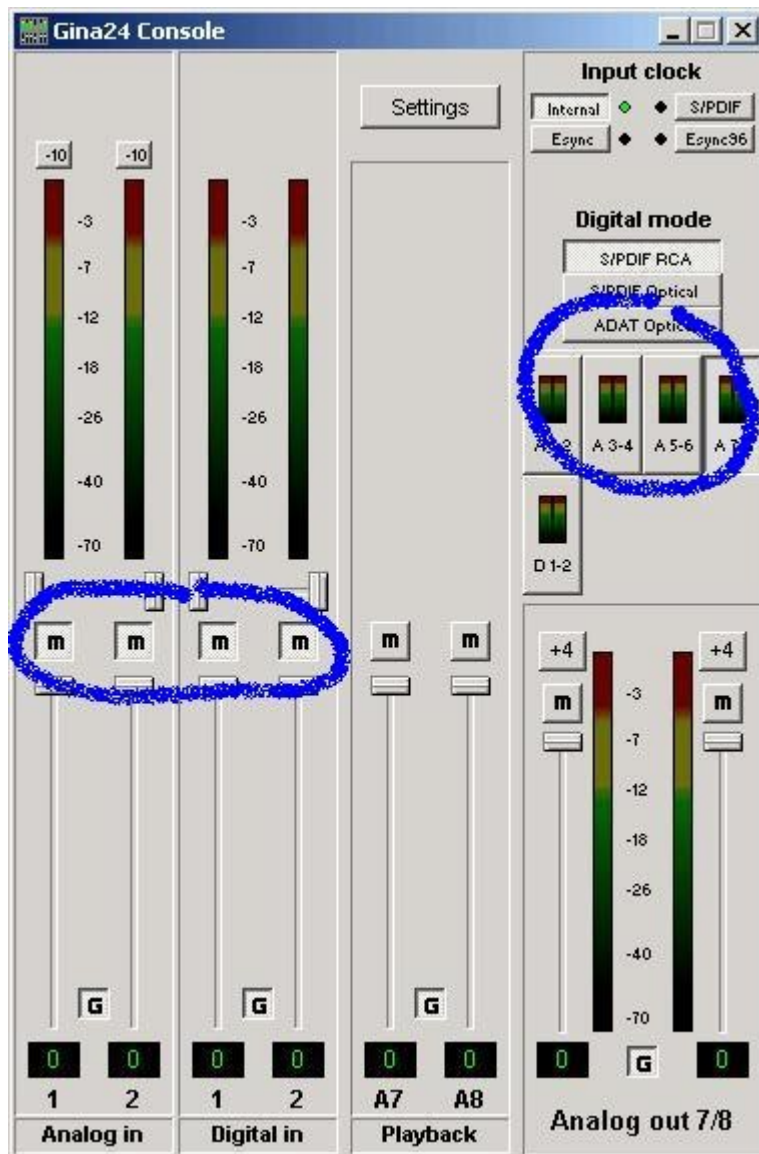 Gina24 Console
Input clock
Settings
Internal S/PDIF
Esync Esync96
-10 -10
Digital mode
-3 -3
S/PDIF RCA
-7 -7
S/PDIF Optical
-12 -12
ADAT
-18 -18
-26 -26
A 3-4 A 5-6
-40 -40
-70 -70
D 1-2
m m m m m m
+4 +4
m m
-3
-7
-12
-18
-26
-40
-70
G G G
0 0 0 0 0 0 0 G 0
1 2 1 2 A7 A8
Analog in Digital in Playback
Analog out 7/8